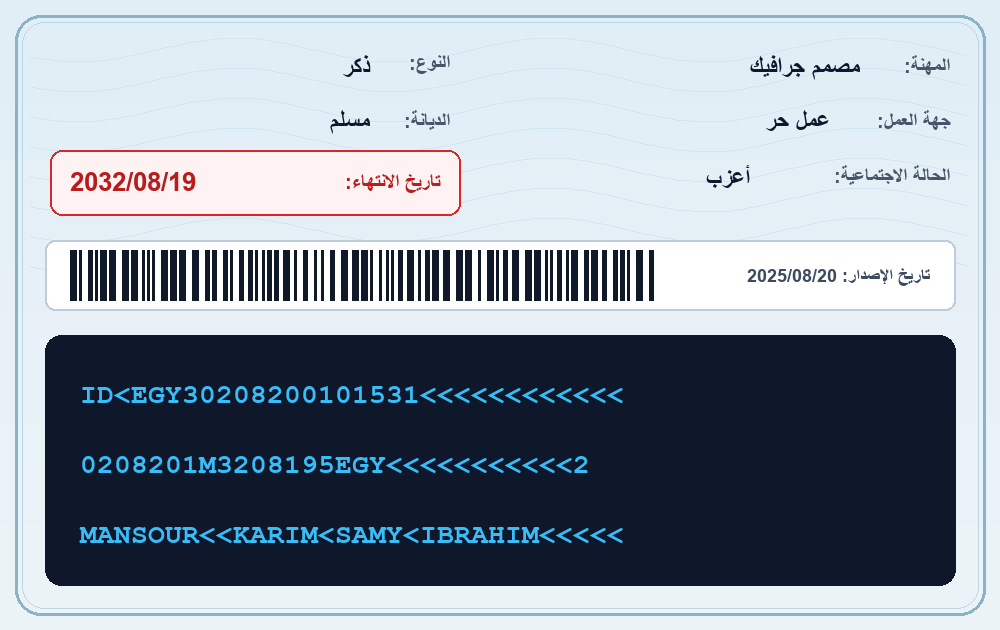 المهنة: مصمم جرافيك
النوع: ذكر
جهة العمل: عمل حر
الديانة: مسلم
الحالة الاجتماعية: أعزب
تاريخ الانتهاء: 2032/08/19
تاريخ الإصدار: 2025/08/20
ID<EGY30208200101531<<<<<<<<<<<<
0208201M3208195EGY<<<<<<<<<<<2
MANSOUR<<KARIM<SAMY<IBRAHIM<<<<<